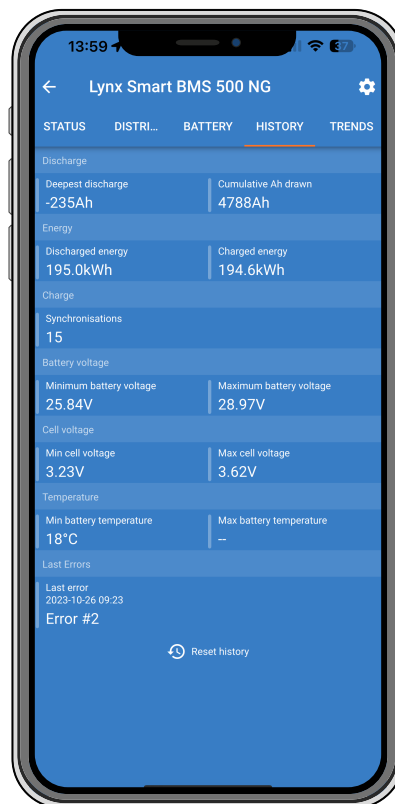 13:59
37
Lynx Smart BMS 500 NG
STATUS DISTRI... BATTERY HISTORY TRENDS
Discharge
Deepest discharge Cumulative Ah drawn
-235Ah 4788Ah
Energy
Discharged energy Charged energy
195.0kWh 194.6kWh
Charge
Synchronisations
15
Battery voltage
Minimum battery voltage Maximum battery voltage
25.84V 28.97V
Cell voltage
Min cell voltage Max cell voltage
3.23V 3.62V
Temperature
Min battery temperature Max battery temperature
18°C --
Last Errors
Last error
2023-10-26 09:23
Error #2
Reset history